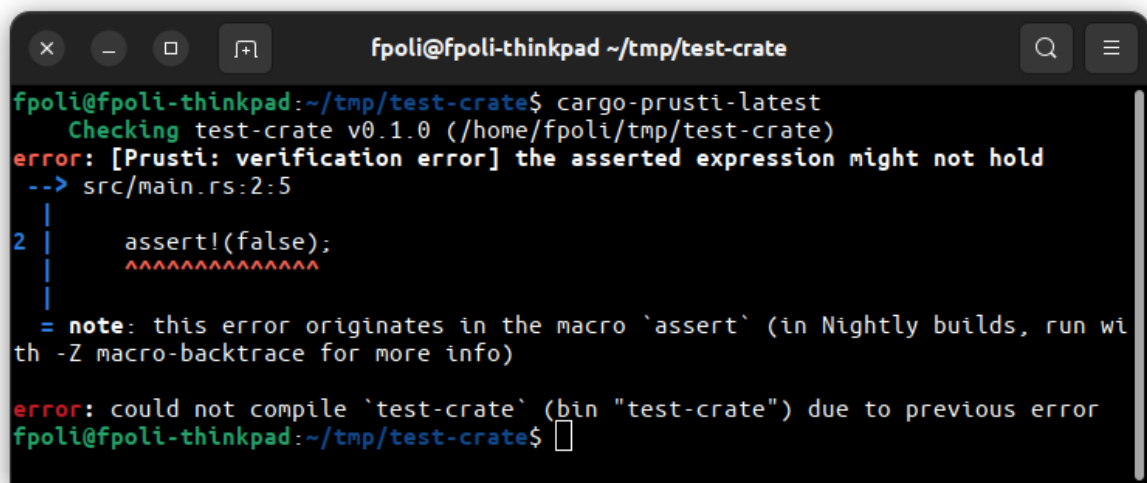 fpoli@fpoli-thinkpad ~/tmp/test-crate
fpoli@fpoli-thinkpad:~/tmp/test-crate$ cargo-prusti-latest
    Checking test-crate v0.1.0 (/home/fpoli/tmp/test-crate)
error: [Prusti: verification error] the asserted expression might not hold
 --> src/main.rs:2:5
  |
2 |     assert!(false);
  |     ^^^^^^^^^^^^^^
  |
  = note: this error originates in the macro `assert` (in Nightly builds, run wi
th -Z macro-backtrace for more info)

error: could not compile `test-crate` (bin "test-crate") due to previous error
fpoli@fpoli-thinkpad:~/tmp/test-crate$